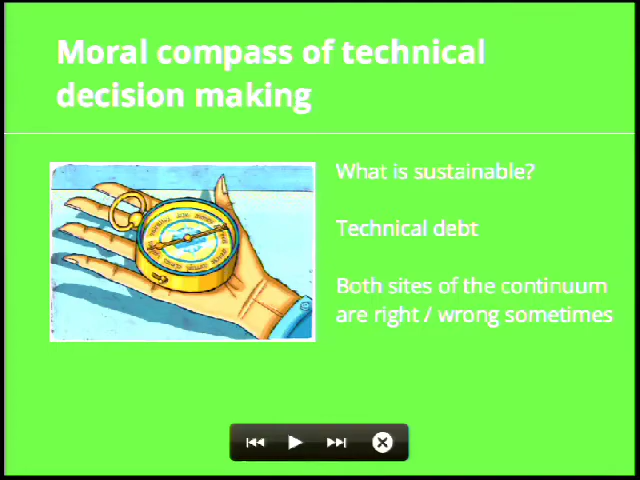 Moral compass of technical
decision making
What is sustainable?
Technical debt
Both sites of the continuum
are right / wrong sometimes